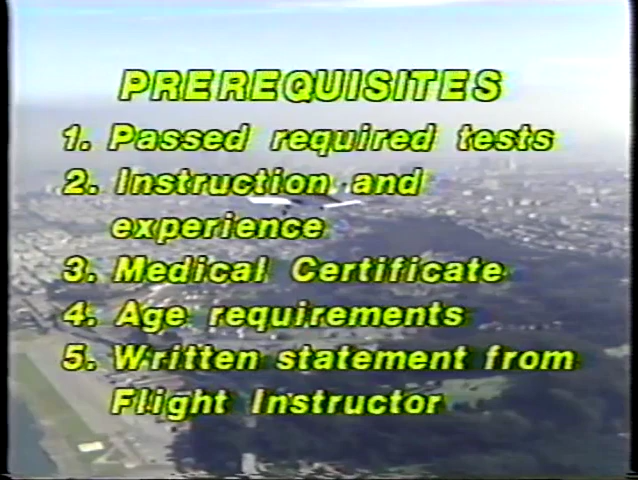 PREREQUISITES
1. Passed required tests
2. Instruction and
experience
3. Medical Certificate
4. Age requirements
5. Written statement from
Flight Instructor